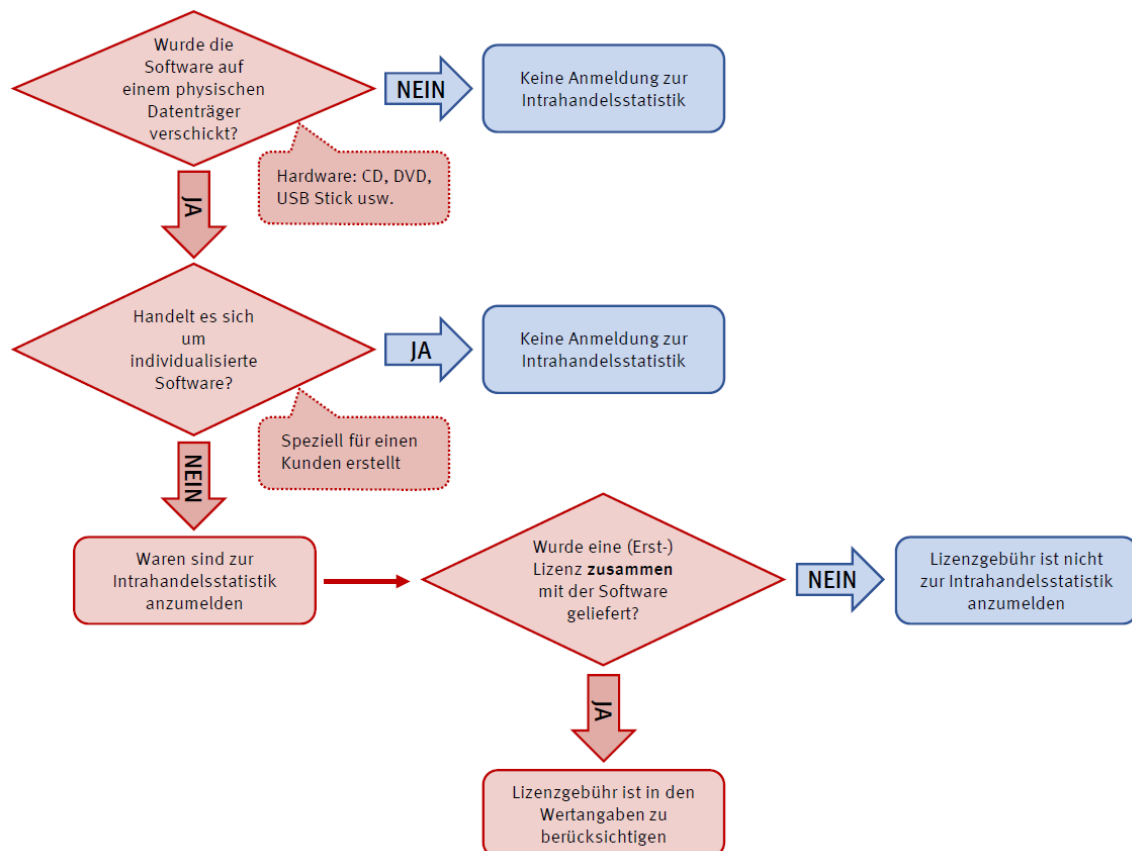 Wurde die
Software auf
einem physischen
Datenträger
verschickt?
NEIN
Keine Anmeldung zur
Intrahandelsstatistik
Hardware: CD, DVD,
USB Stick usw.
JA
Handelt es sich
um
individualisierte
Software?
JA
Keine Anmeldung zur
Intrahandelsstatistik
Speziell für einen
Kunden erstellt
NEIN
Waren sind zur
Intrahandelsstatistik
anzumelden
Wurde eine (Erst-)
Lizenz zusammen
mit der Software
geliefert?
NEIN
Lizenzgebühr ist nicht
zur Intrahandelsstatistik
anzumelden
JA
Lizenzgebühr ist in den
Wertangaben zu
berücksichtigen